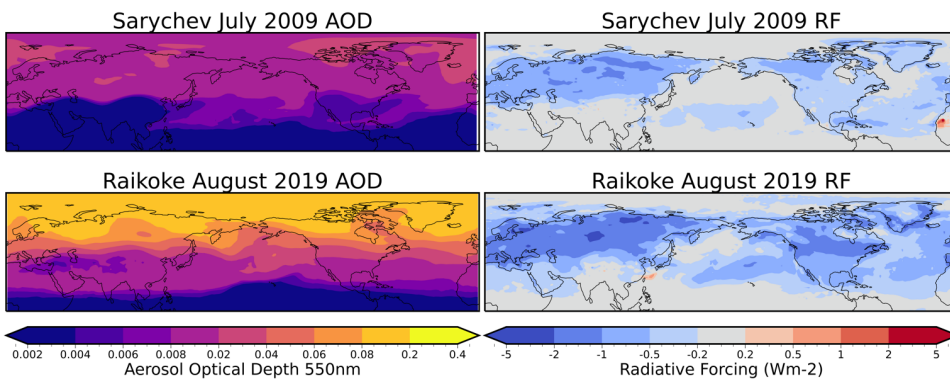 Sarychev July 2009 AOD
Sarychev July 2009 RF
Raikoke August 2019 AOD
Raikoke August 2019 RF
0.002 0.004 0.006 0.008 0.02 0.04 0.06 0.08 0.2 0.4
Aerosol Optical Depth 550nm
-5 -2 -1 -0.5 -0.2 0.2 0.5 1 2 5
Radiative Forcing (Wm-2)